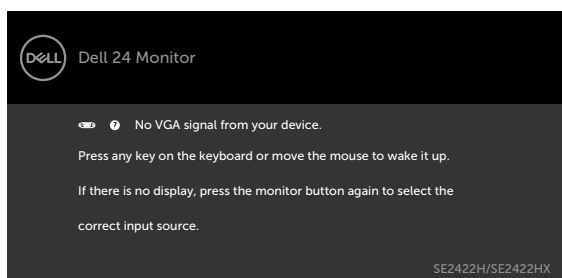 DELL Dell 24 Monitor
? No VGA signal from your device.
Press any key on the keyboard or move the mouse to wake it up.
If there is no display, press the monitor button again to select the
correct input source.
SE2422H/SE2422HX